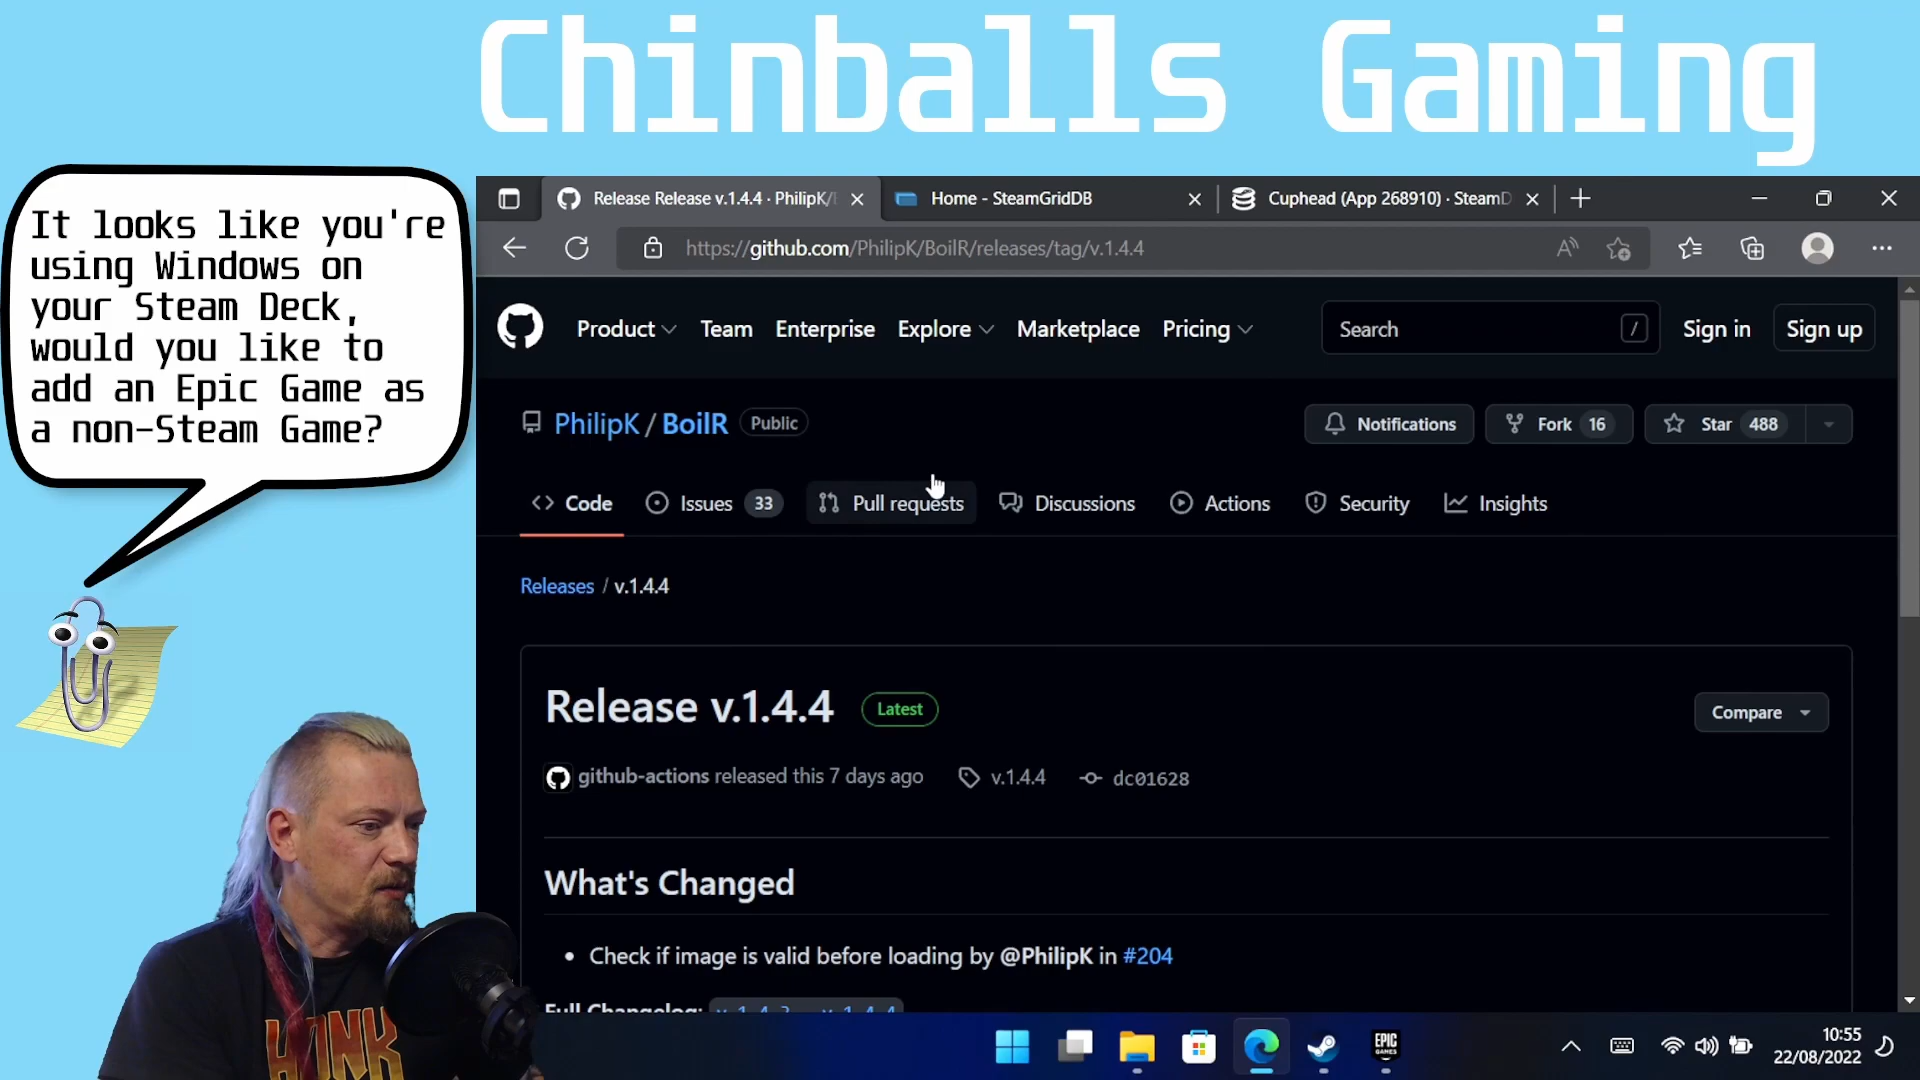 Chinballs Gaming
It looks like you're
using Windows on
your Steam Deck,
would you like to
add an Epic Game as
a non-Steam Game?
Release Release v.1.4.4 · PhilipK/
Home - SteamGridDB
Cuphead (App 268910) · SteamD
https://github.com/PhilipK/BoilR/releases/tag/v.1.4.4
Product Team Enterprise Explore Marketplace Pricing Search / Sign in Sign up
PhilipK / BoilR Public Notifications Fork 16 Star 488
Code Issues 33 Pull requests Discussions Actions Security Insights
Releases / v.1.4.4
Release v.1.4.4 Latest Compare
github-actions released this 7 days ago v.1.4.4 dc01628
What's Changed
• Check if image is valid before loading by @PhilipK in #204
Full Changelog:
HONK
EPIC
GAMES
10:55
22/08/2022